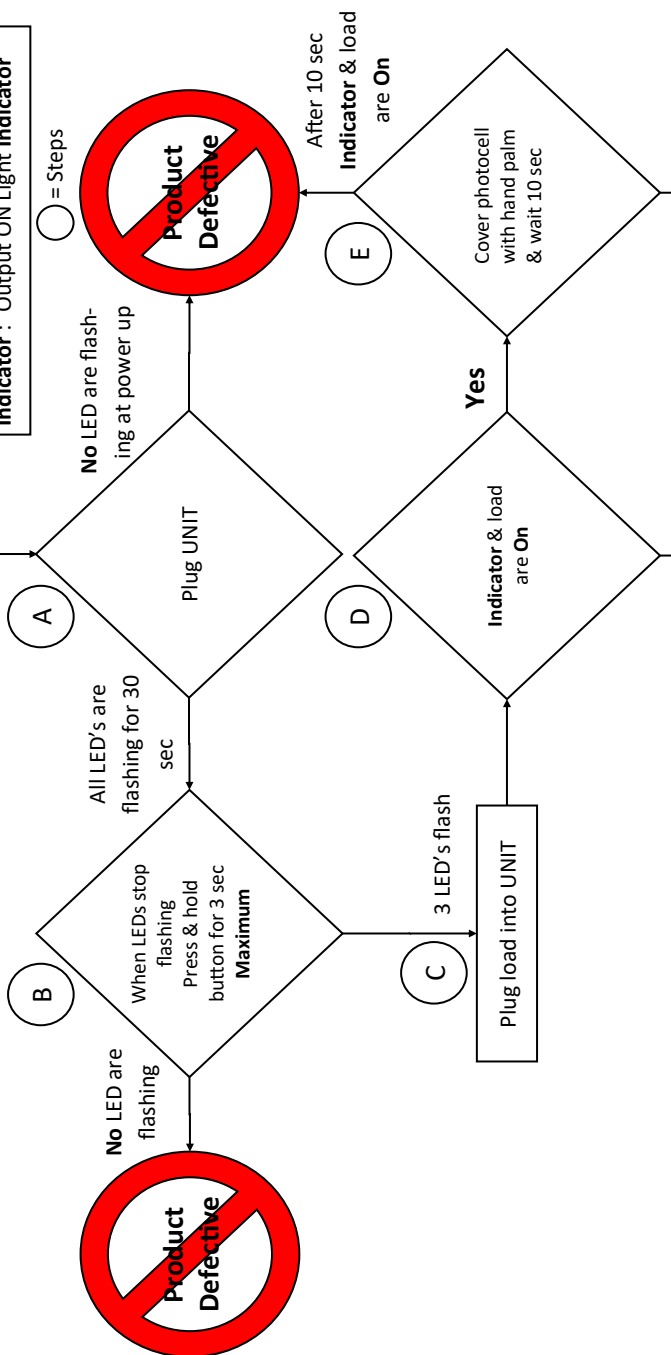 Indicator : Output ON Light Indicator
= Steps
A
Plug UNIT
No LED are flash-
ing at power up
Product
Defective
All LED's are
flashing for 30
sec
B
When LEDs stop
flashing
Press & hold
button for 3 sec
Maximum
No LED are
flashing
Product
Defective
C
3 LED's flash
Plug load into UNIT
D
Indicator & load
are On
Yes
E
Cover photocell
with hand palm
& wait 10 sec
After 10 sec
Indicator & load
are On